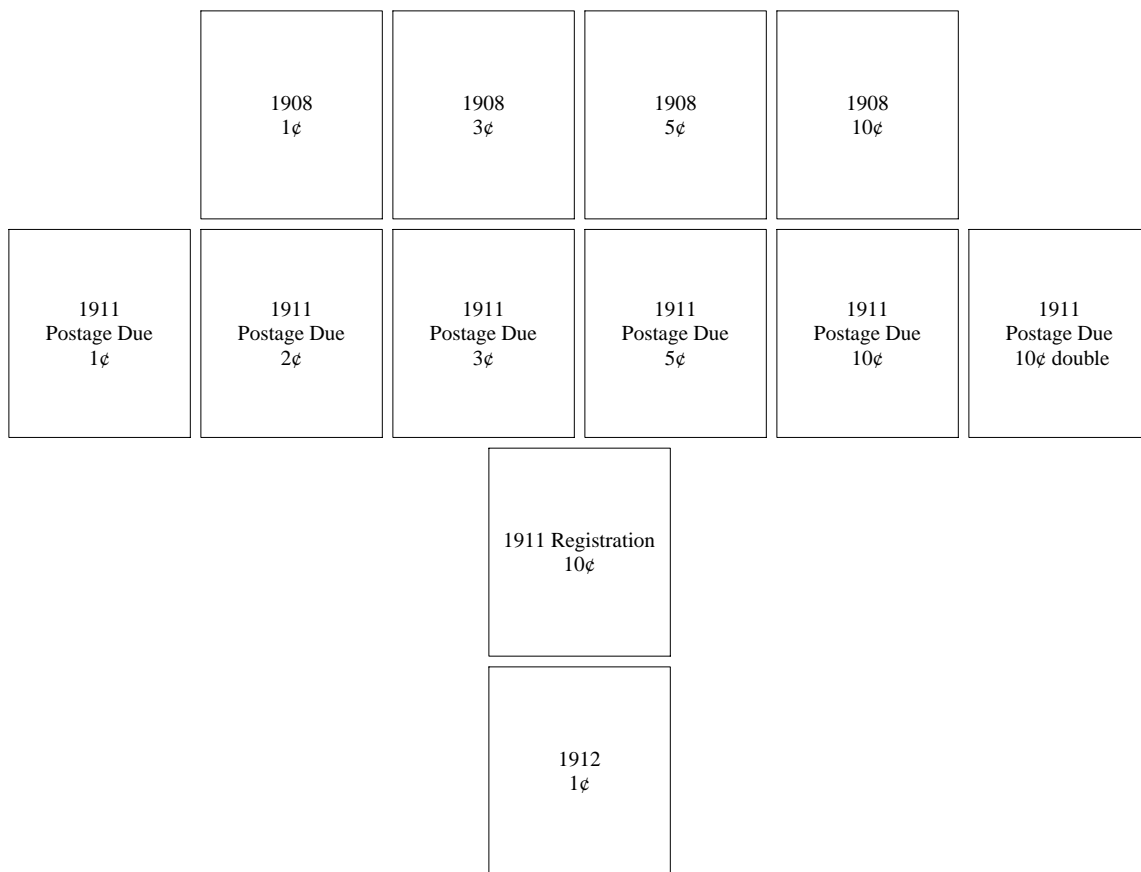 1908
1¢
1908
3¢
1908
5¢
1908
10¢
1911
Postage Due
1¢
1911
Postage Due
2¢
1911
Postage Due
3¢
1911
Postage Due
5¢
1911
Postage Due
10¢
1911
Postage Due
10¢ double
1911 Registration
10¢
1912
1¢